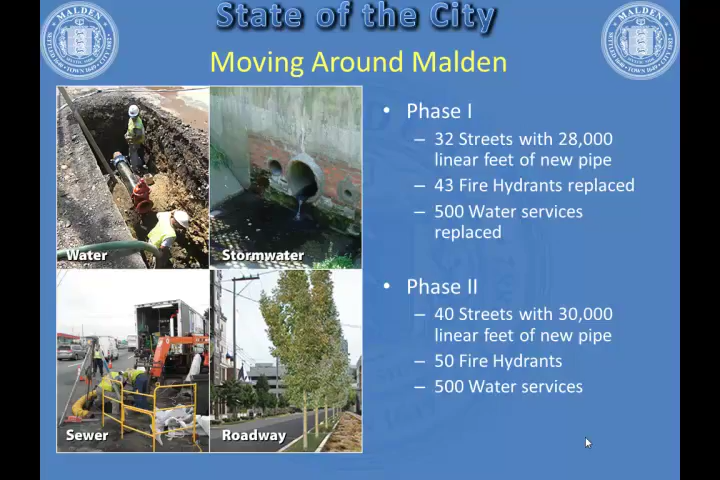 State of the City
MALDEN
MALDEN
Moving Around Malden
• Phase I
– 32 Streets with 28,000
linear feet of new pipe
– 43 Fire Hydrants replaced
– 500 Water services
replaced
Water
Stormwater
• Phase II
– 40 Streets with 30,000
linear feet of new pipe
– 50 Fire Hydrants
– 500 Water services
Sewer
Roadway